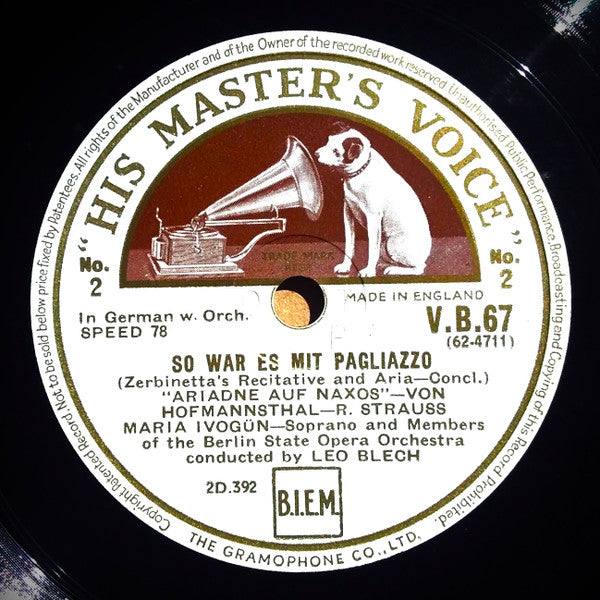 "HIS MASTER'S VOICE"
Copyright Patented Record. Not to be sold below price fixed by Patentees. All rights of the Manufacturer and of the Owner of the recorded work reserved. Unauthorised Public Performance, Broadcasting and Copying of this Record Prohibited.
TRADE MARK
No. 2
No. 2
MADE IN ENGLAND
In German w. Orch.
SPEED 78
V.B.67
(62-4711)
SO WAR ES MIT PAGLIAZZO
(Zerbinetta's Recitative and Aria—Concl.)
"ARIADNE AUF NAXOS"—VON
HOFMANNSTHAL—R. STRAUSS
MARIA IVOGÜN—Soprano and Members
of the Berlin State Opera Orchestra
conducted by LEO BLECH
2D.392
B.I.E.M.
THE GRAMOPHONE CO., LTD.